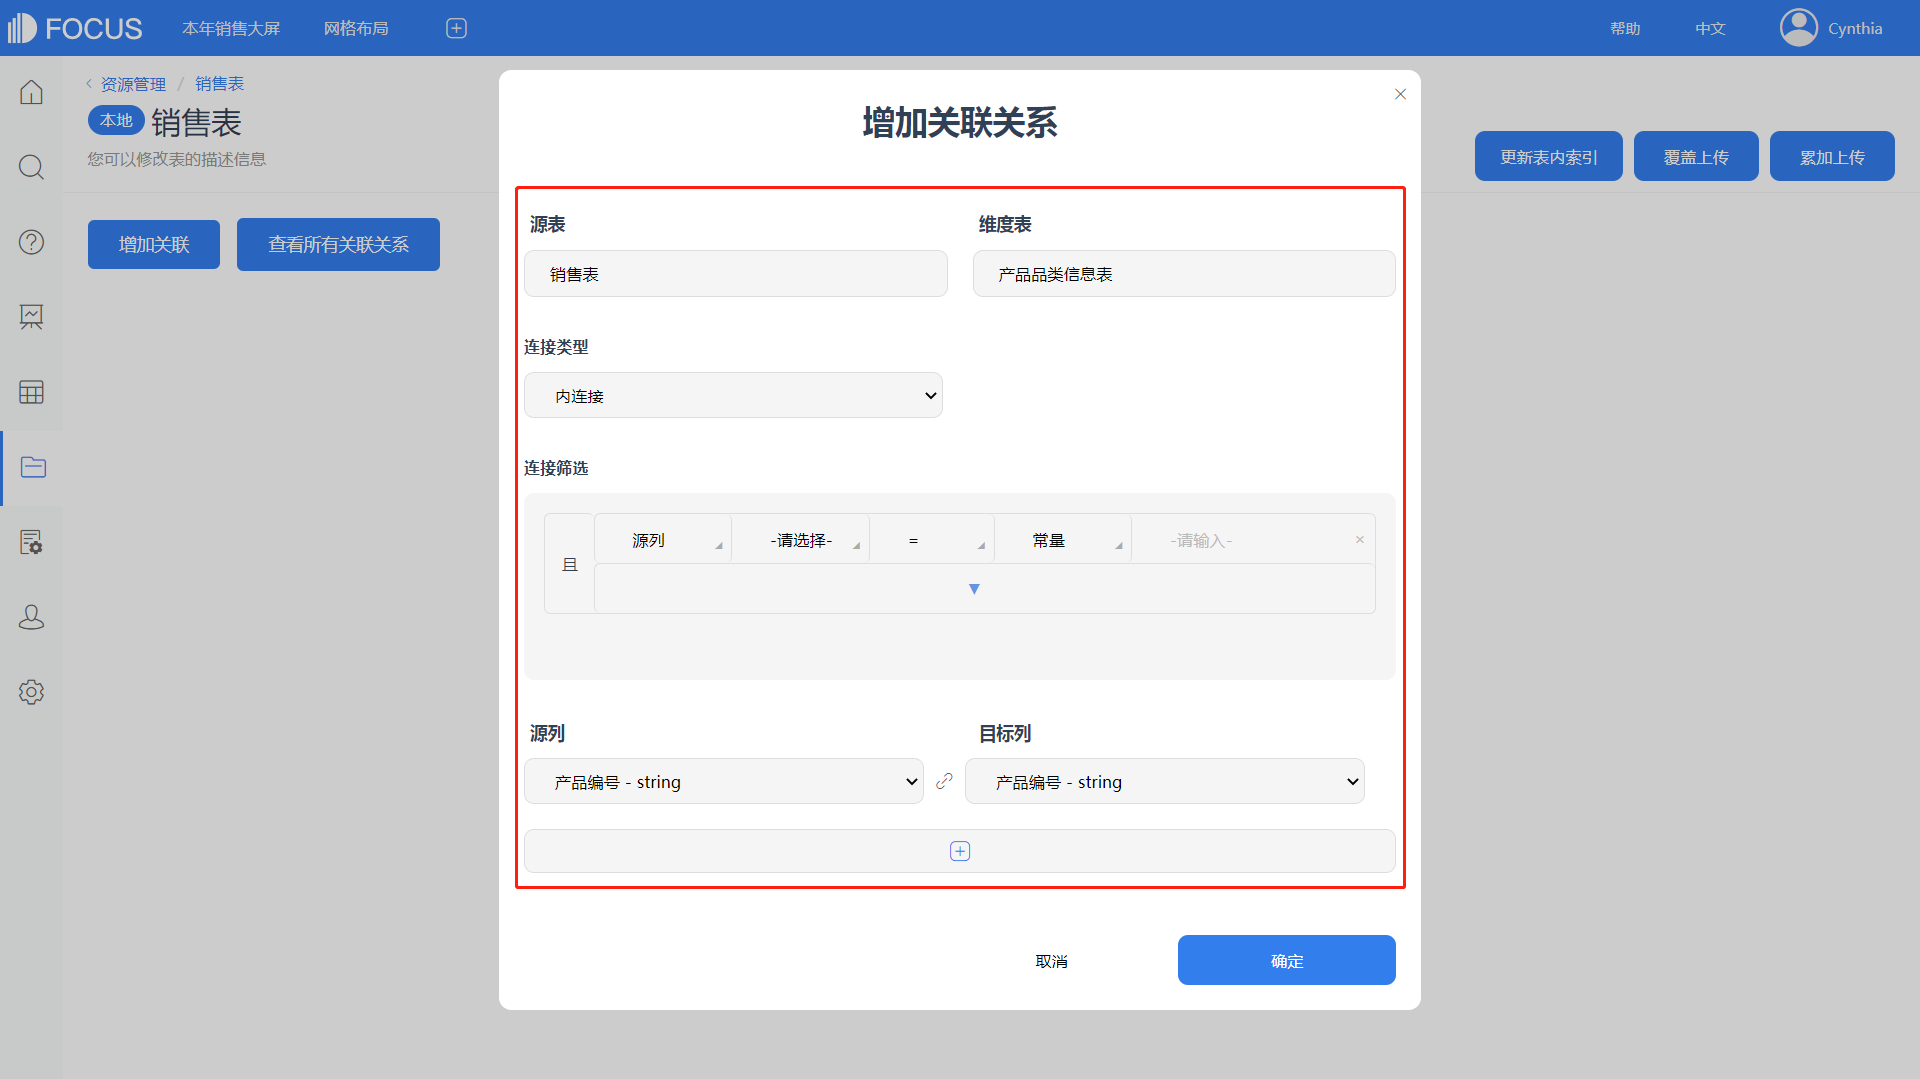 FOCUS 本年销售大屏 网格布局 帮助 中文 Cynthia
资源管理 / 销售表
本地 销售表
您可以修改表的描述信息
更新表内索引 覆盖上传 累加上传
增加关联 查看所有关联关系
增加关联关系
源表 维度表
销售表 产品品类信息表
连接类型
内连接
连接筛选
且 源列 -请选择- = 常量 -请输入-
源列 目标列
产品编号 - string 产品编号 - string
取消 确定